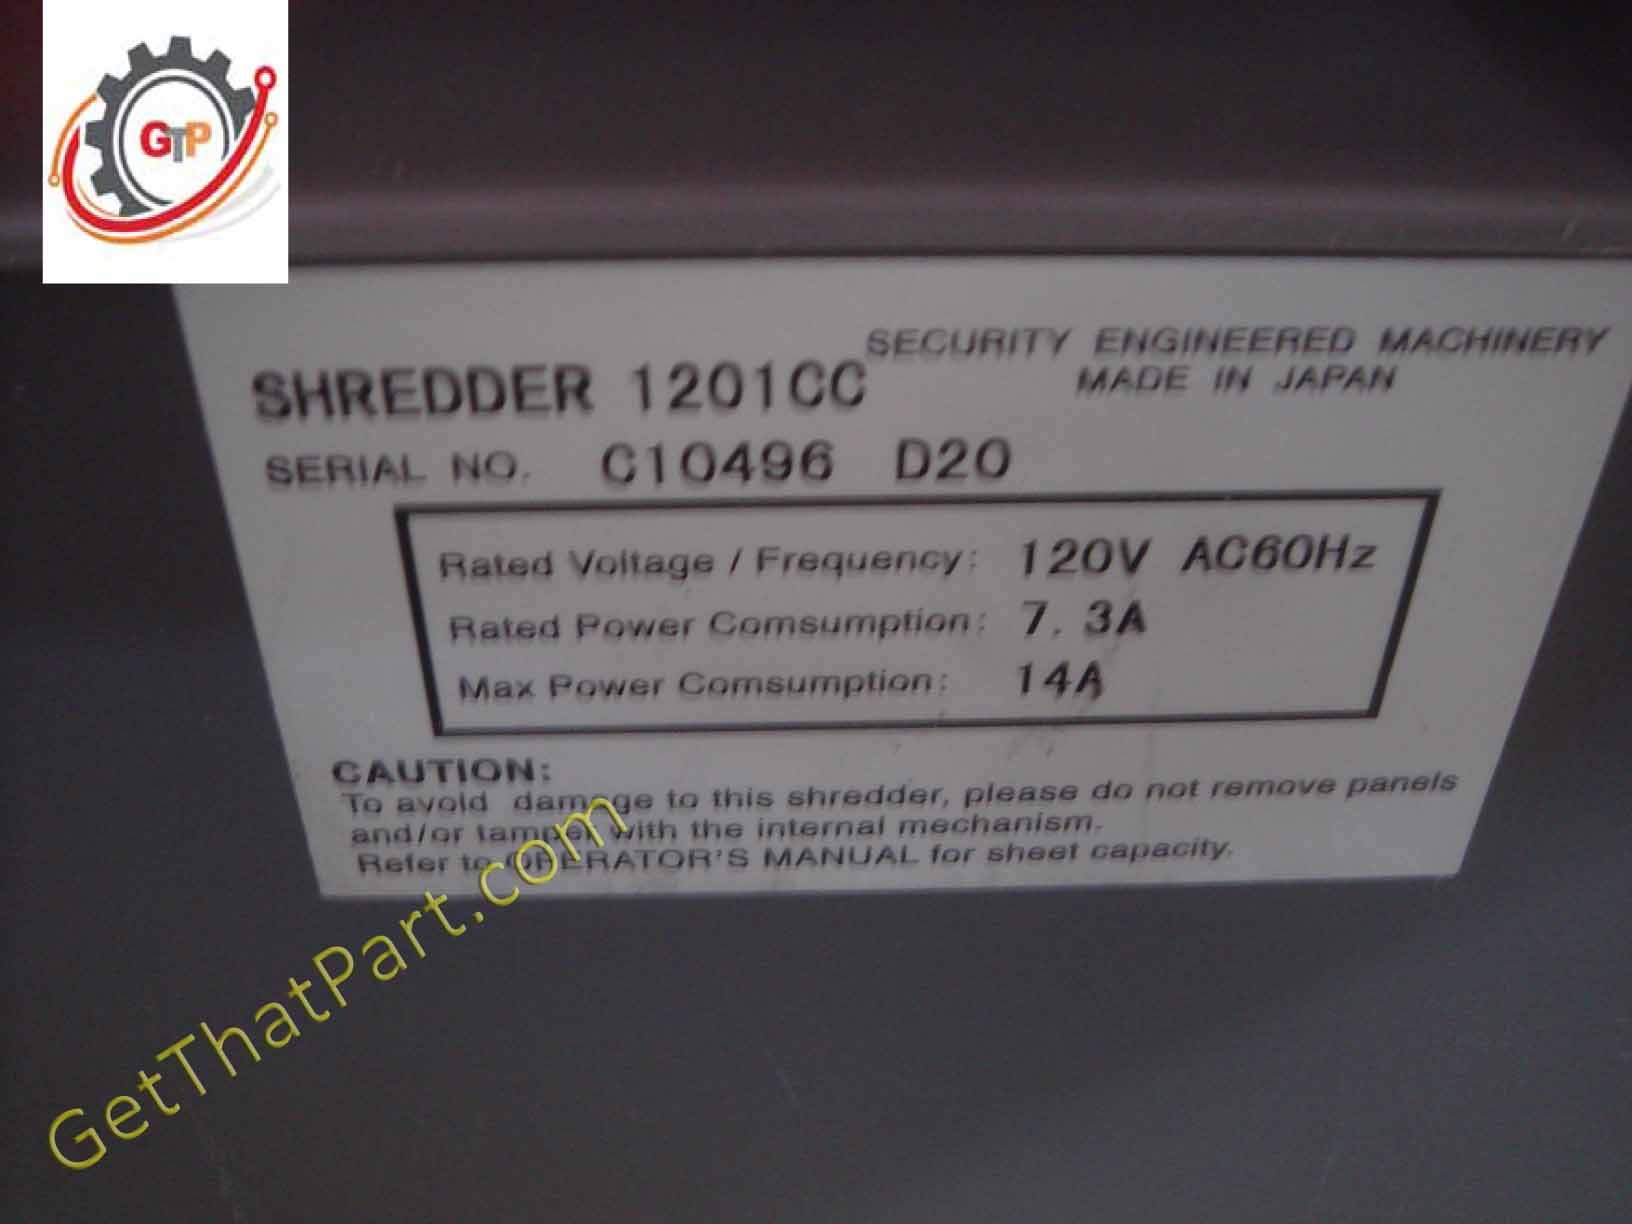 GTP
SECURITY ENGINEERED MACHINERY
SHREDDER 1201CC
MADE IN JAPAN
SERIAL NO. C10496 D20
Rated Voltage / Frequency: 120V AC60Hz
Rated Power Comsumption: 7.3A
Max Power Comsumption: 14A
CAUTION:
To avoid damage to this shredder, please do not remove panels
and/or tamper with the internal mechanism.
Refer to OPERATOR'S MANUAL for sheet capacity.
GetThatPart.com